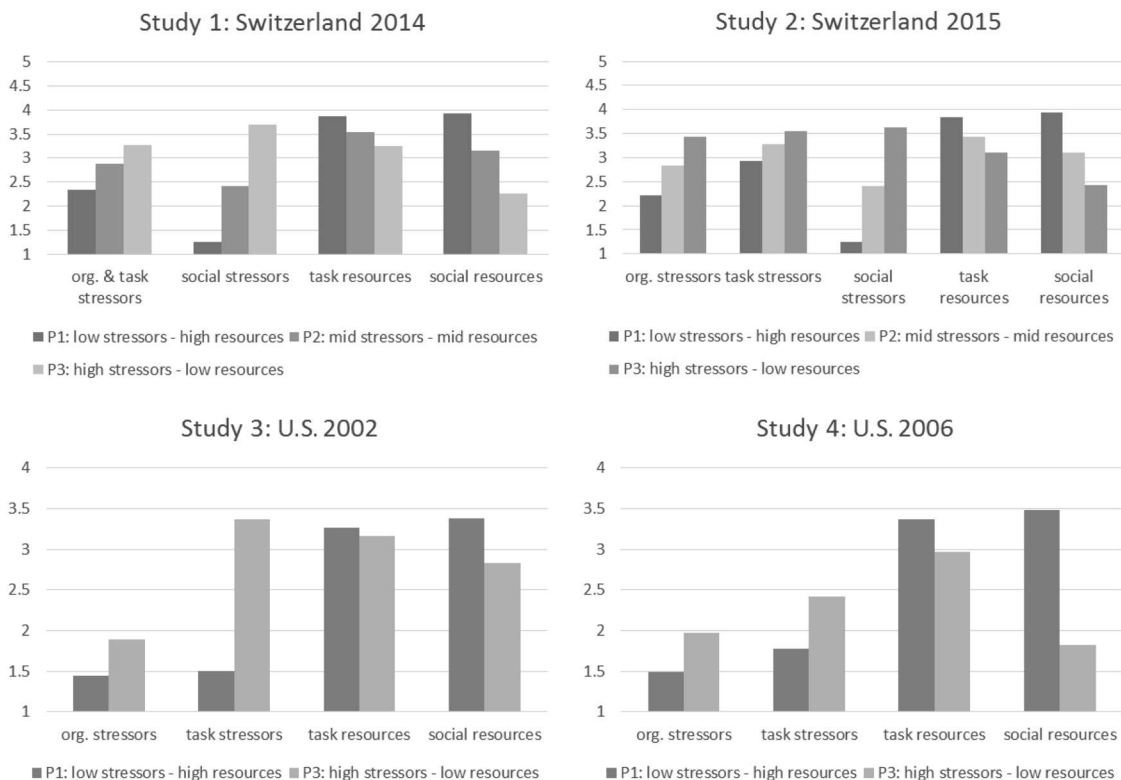 Study 1: Switzerland 2014
5
4.5
4
3.5
3
2.5
2
1.5
1
org. & task
stressors
social stressors
task resources
social resources
P1: low stressors - high resources
P2: mid stressors - mid resources
P3: high stressors - low resources
Study 2: Switzerland 2015
5
4.5
4
3.5
3
2.5
2
1.5
1
org. stressors
task stressors
social
stressors
task
resources
social
resources
P1: low stressors - high resources
P2: mid stressors - mid resources
P3: high stressors - low resources
Study 3: U.S. 2002
4
3.5
3
2.5
2
1.5
1
org. stressors
task stressors
task resources
social resources
P1: low stressors - high resources
P3: high stressors - low resources
Study 4: U.S. 2006
4
3.5
3
2.5
2
1.5
1
org. stressors
task stressors
task resources
social resources
P1: low stressors - high resources
P3: high stressors - low resources